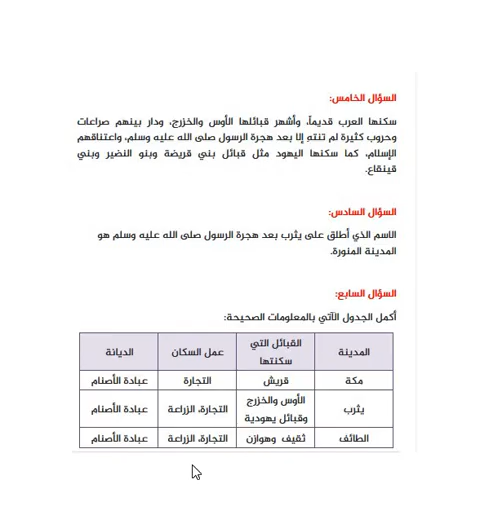 السؤال الخامس:
سكنها العرب قديماً، وأشهر قبائلها الأوس والخزرج، ودار بينهم صراعات
وحروب كثيرة لم تنتهِ إلا بعد هجرة الرسول صلى الله عليه وسلم، واعتناقهم
الإسلام، كما سكنها اليهود مثل قبائل بني قريضة وبنو النضير وبني
قينقاع.
السؤال السادس:
الاسم الذي أطلق على يثرب بعد هجرة الرسول صلى الله عليه وسلم هو
المدينة المنورة.
السؤال السابع:
أكمل الجدول الآتي بالمعلومات الصحيحة:
المدينة القبائل التي سكنتها عمل السكان الديانة
مكة قريش التجارة عبادة الأصنام
يثرب الأوس والخزرج وقبائل يهودية التجارة، الزراعة عبادة الأصنام
الطائف ثقيف وهوازن التجارة، الزراعة عبادة الأصنام